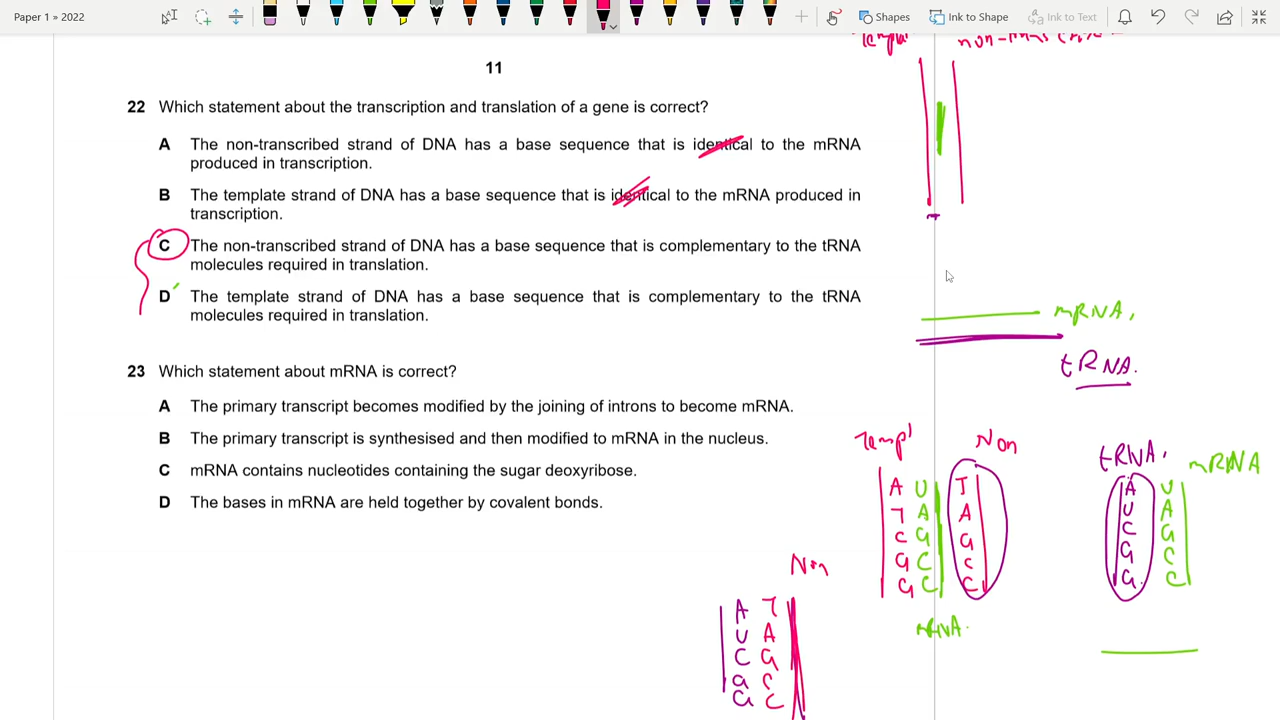 Paper 1 » 2022
Shapes
Ink to Shape
Ink to Text
11
22 Which statement about the transcription and translation of a gene is correct?
A The non-transcribed strand of DNA has a base sequence that is identical to the mRNA
produced in transcription.
B The template strand of DNA has a base sequence that is identical to the mRNA produced in
transcription.
C The non-transcribed strand of DNA has a base sequence that is complementary to the tRNA
molecules required in translation.
D The template strand of DNA has a base sequence that is complementary to the tRNA
molecules required in translation.
23 Which statement about mRNA is correct?
A The primary transcript becomes modified by the joining of introns to become mRNA.
B The primary transcript is synthesised and then modified to mRNA in the nucleus.
C mRNA contains nucleotides containing the sugar deoxyribose.
D The bases in mRNA are held together by covalent bonds.
mRNA,
tRNA.
Templ
Non
A U T
T A A
C G G
G C C
G C C
mRNA.
tRNA.
mRNA
A U
U A
C G
G C
G C
Non
A T
U A
C G
G C
G C